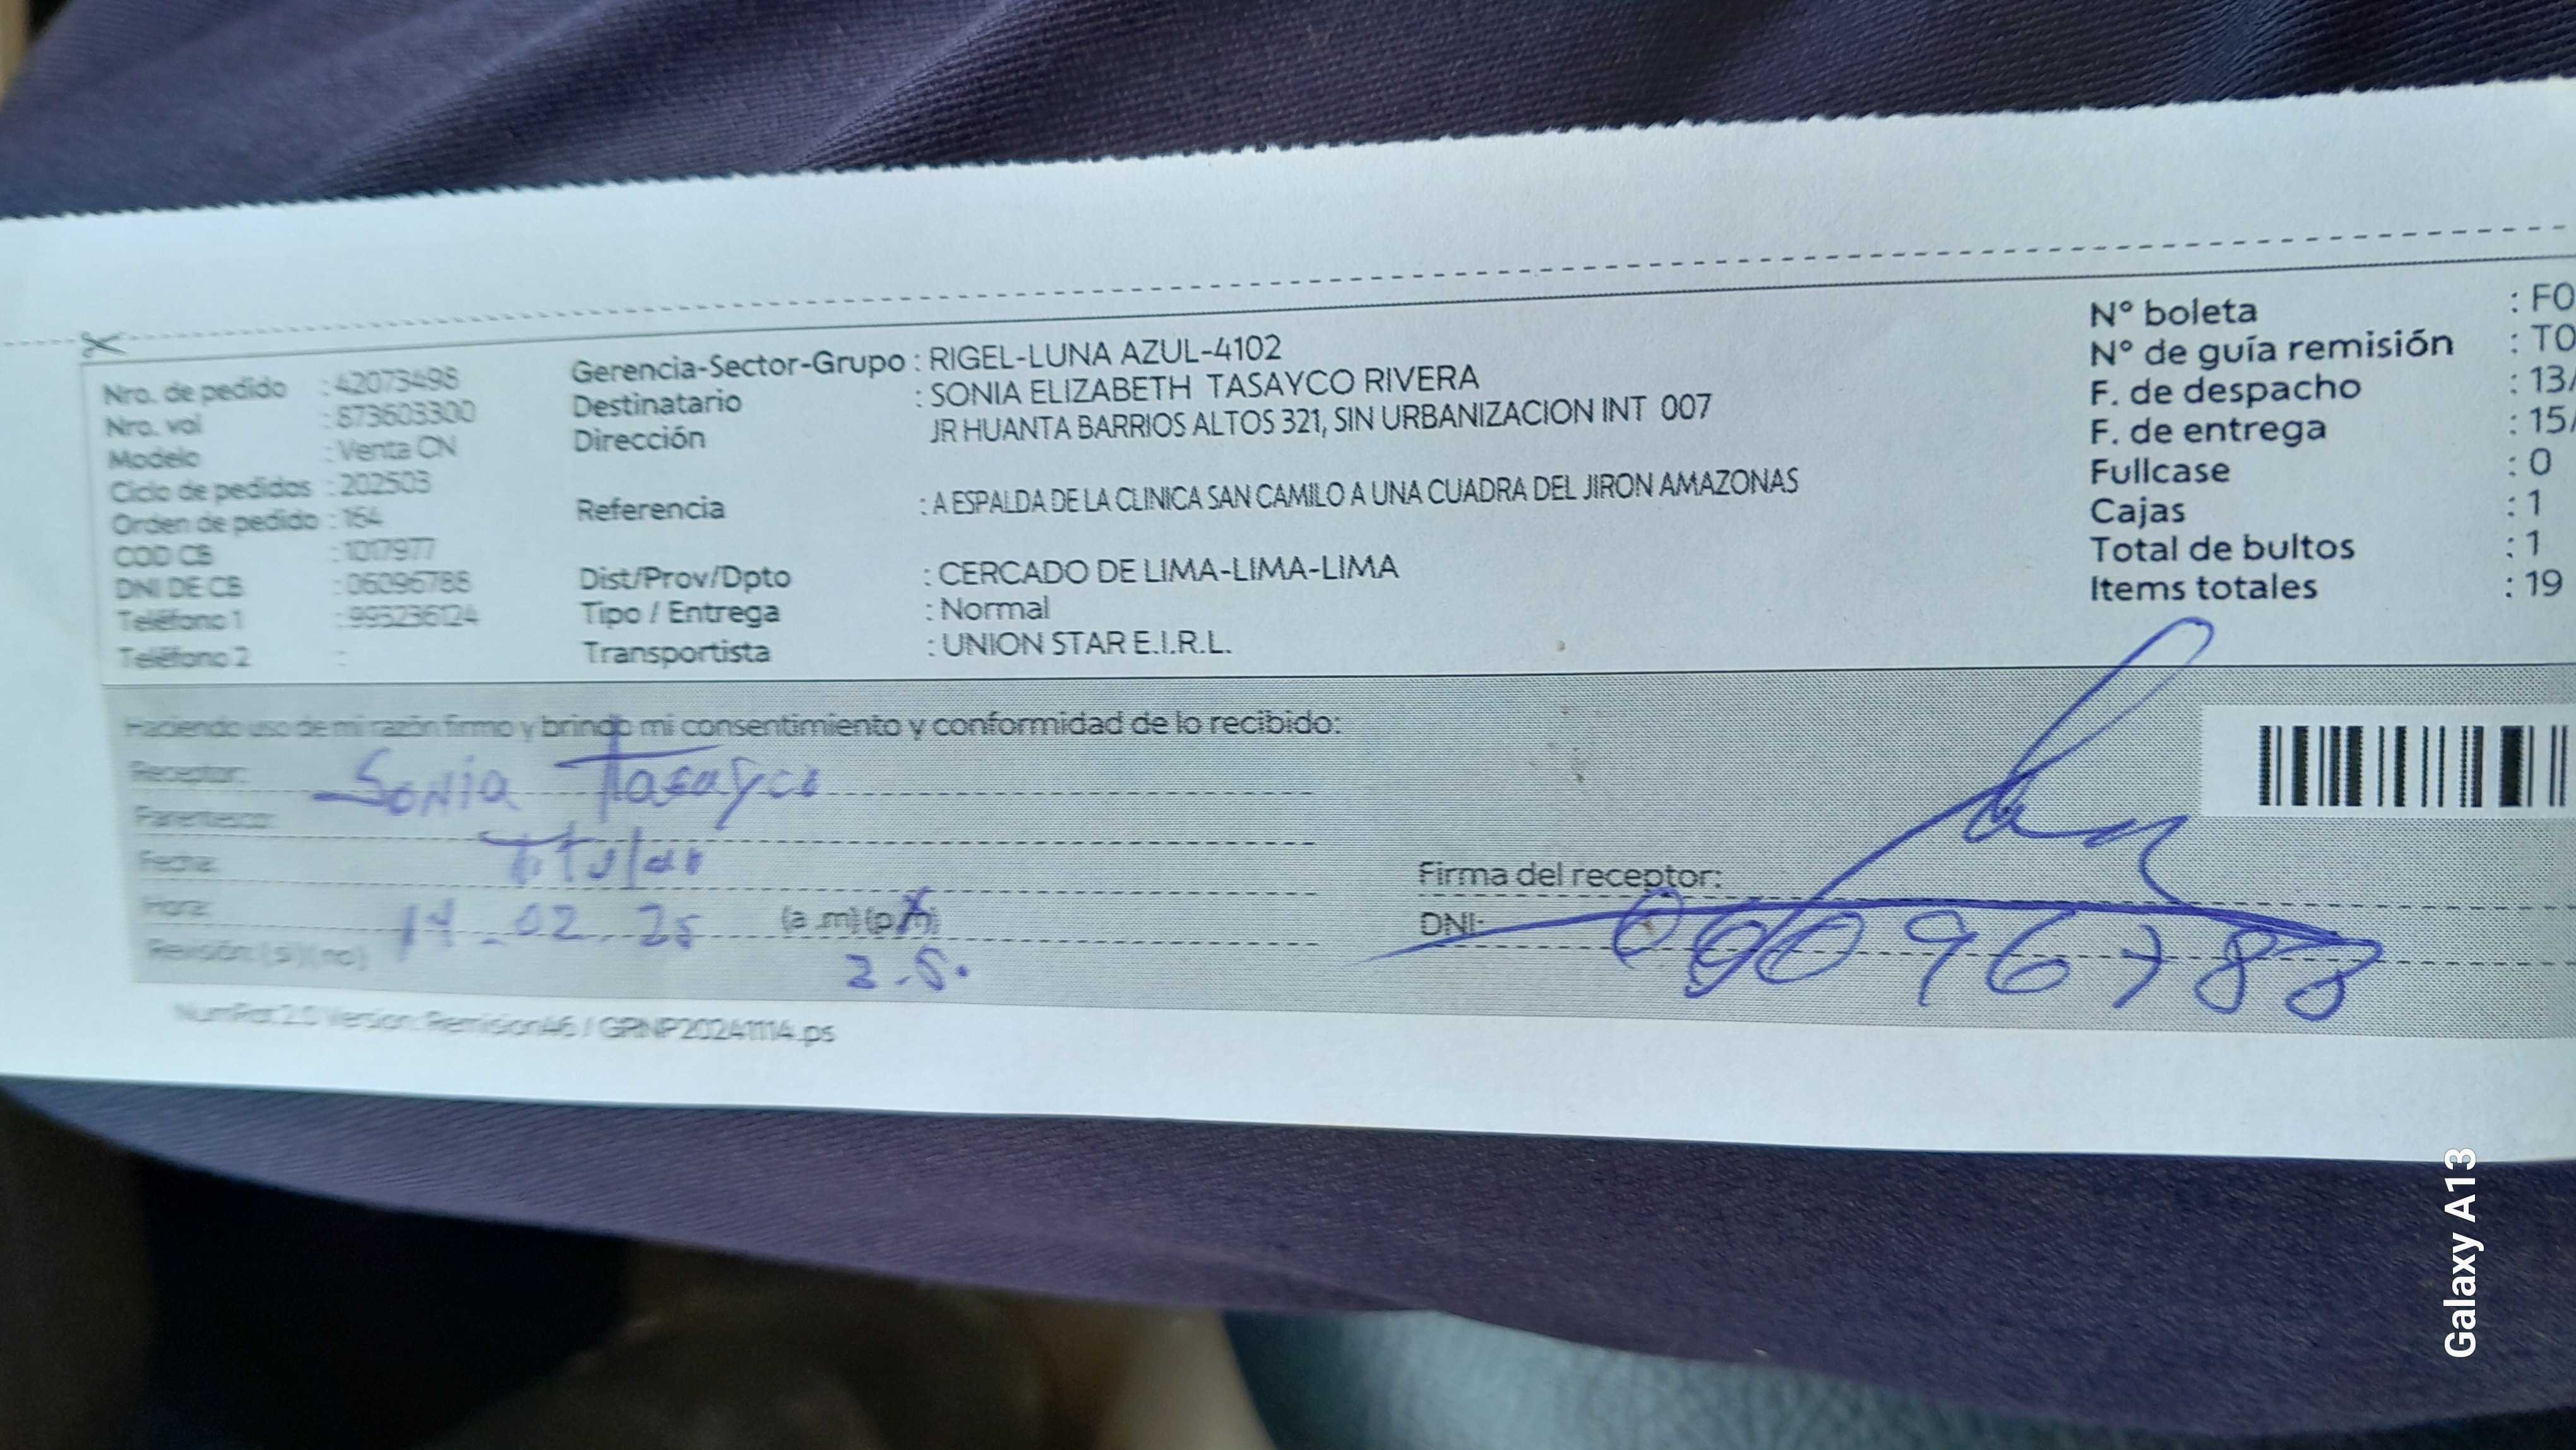 Nro. de pedido : 42073498
Nro. val : 873603300
Modelo : Venta CN
Ciclo de pedidos : 202503
Orden de pedido : 164
COD CB : 1017977
DNI DE CB : 06096788
Teléfono 1 : 993236124
Teléfono 2 :
Gerencia-Sector-Grupo : RIGEL-LUNA AZUL-4102
Destinatario : SONIA ELIZABETH TASAYCO RIVERA
Dirección JR HUANTA BARRIOS ALTOS 321, SIN URBANIZACION INT 007
Referencia : A ESPALDA DE LA CLINICA SAN CAMILO A UNA CUADRA DEL JIRON AMAZONAS
Dist/Prov/Dpto : CERCADO DE LIMA-LIMA-LIMA
Tipo / Entrega : Normal
Transportista : UNION STAR E.I.R.L.
Nº boleta : F0
Nº de guía remisión : T0
F. de despacho : 13/
F. de entrega : 15/
Fullcase : 0
Cajas : 1
Total de bultos : 1
Items totales : 19
Haciendo uso de mi razón firmo y brindo mi consentimiento y conformidad de lo recibido:
Receptor: Sonia Tasayco
Parentesco: Titular
Fecha:
Hora: 14-02-25 (a.m)(p.m)
Revisión: (si)(no) 2.5.
Firma del receptor:
DNI: 06096788
NumRot 2.0 Version: Remision46 / GRNP20241114.ps
Galaxy A13